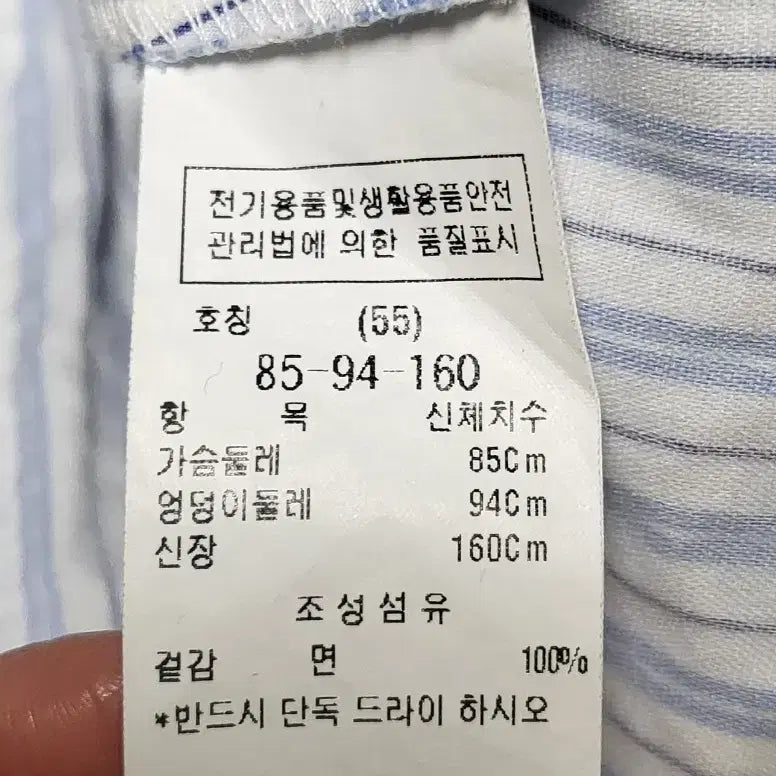 전기용품및생활용품안전
관리법에 의한 품질표시
호칭 (55)
85-94-160
항 목 신체치수
가슴둘레 85Cm
엉덩이둘레 94Cm
신장 160Cm
조성섬유
겉감 면 100%
*반드시 단독 드라이 하시오